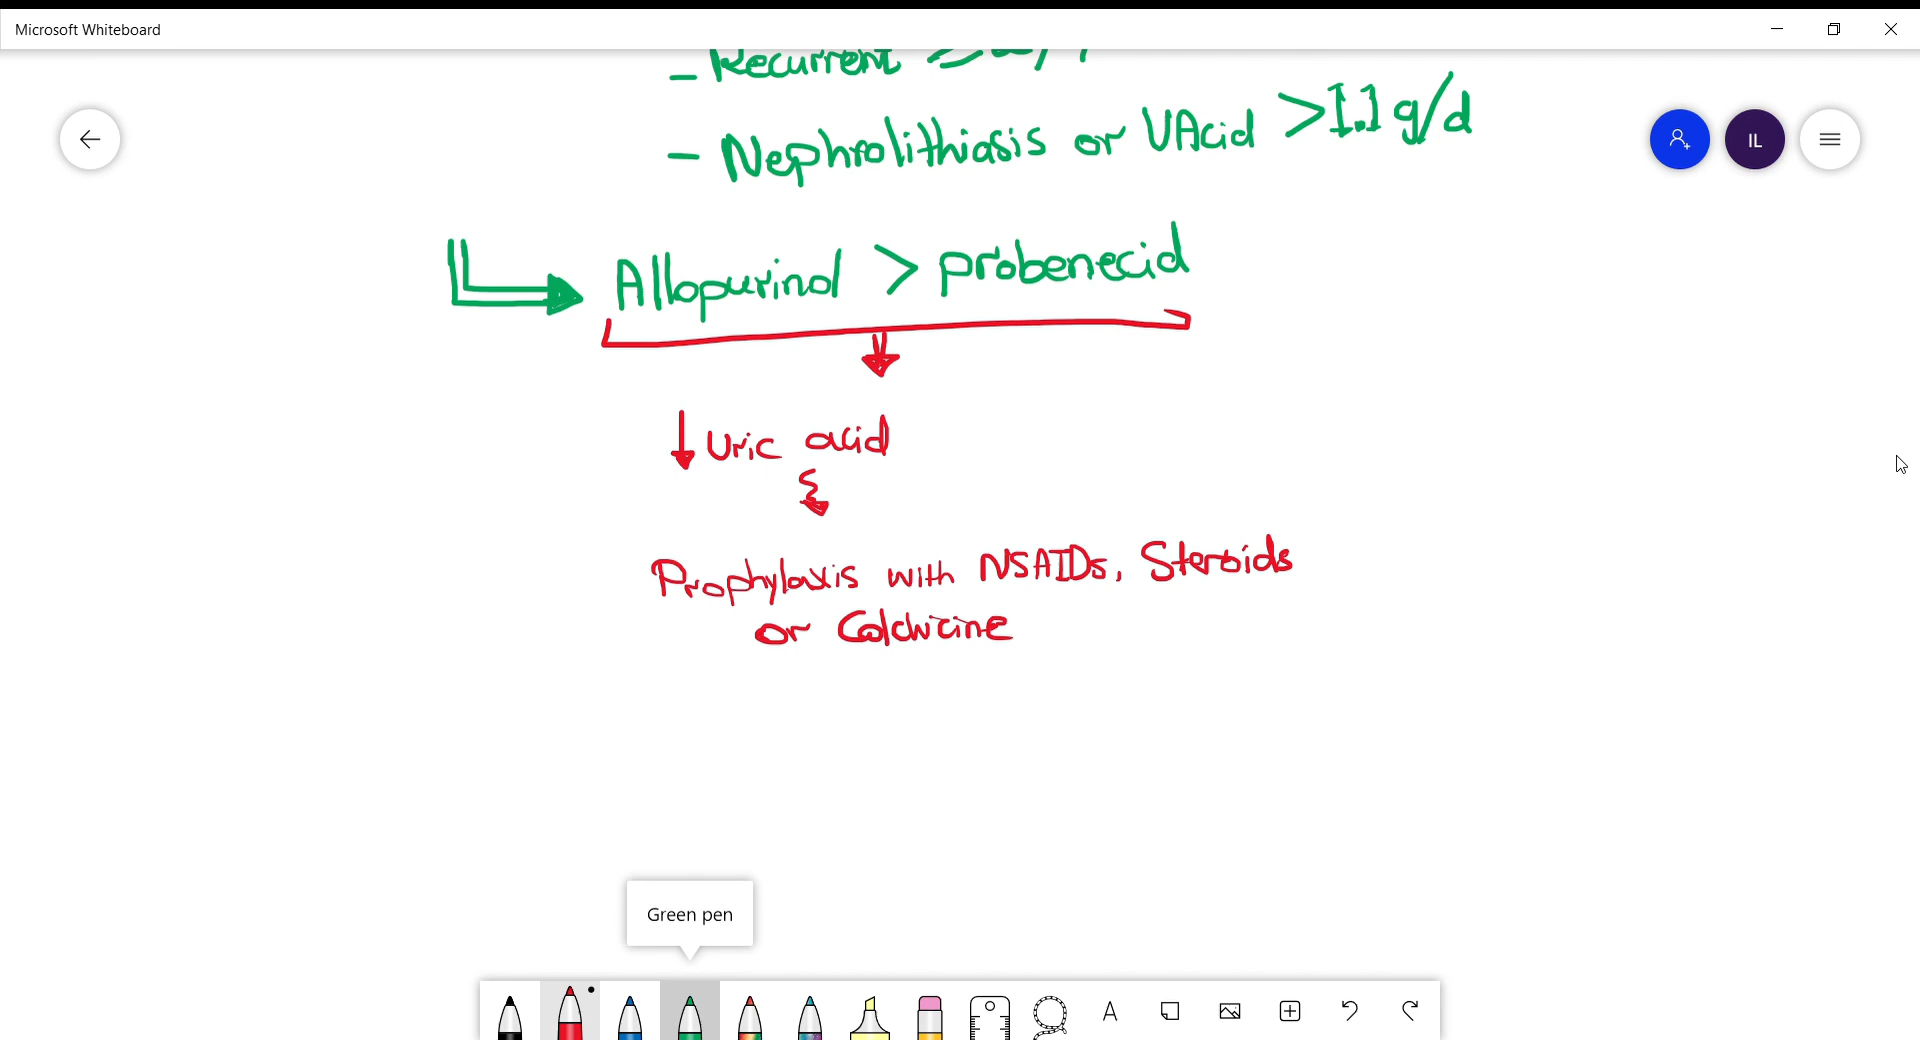 Microsoft Whiteboard
- Recurrent
- Nephrolithiasis or UAcid > 1.1 g/d
IL
Allopurinol > probenecid
↓ Uric acid
Prophylaxis with NSAIDs, Steroids
or Colchicine
Green pen
A